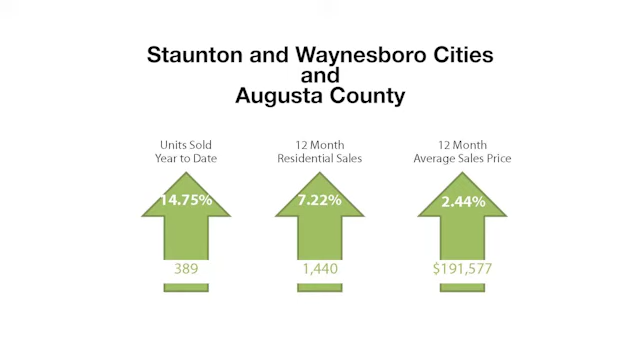 Staunton and Waynesboro Cities
and
Augusta County
Units Sold
Year to Date
12 Month
Residential Sales
12 Month
Average Sales Price
14.75%
7.22%
2.44%
389
1,440
$191,577